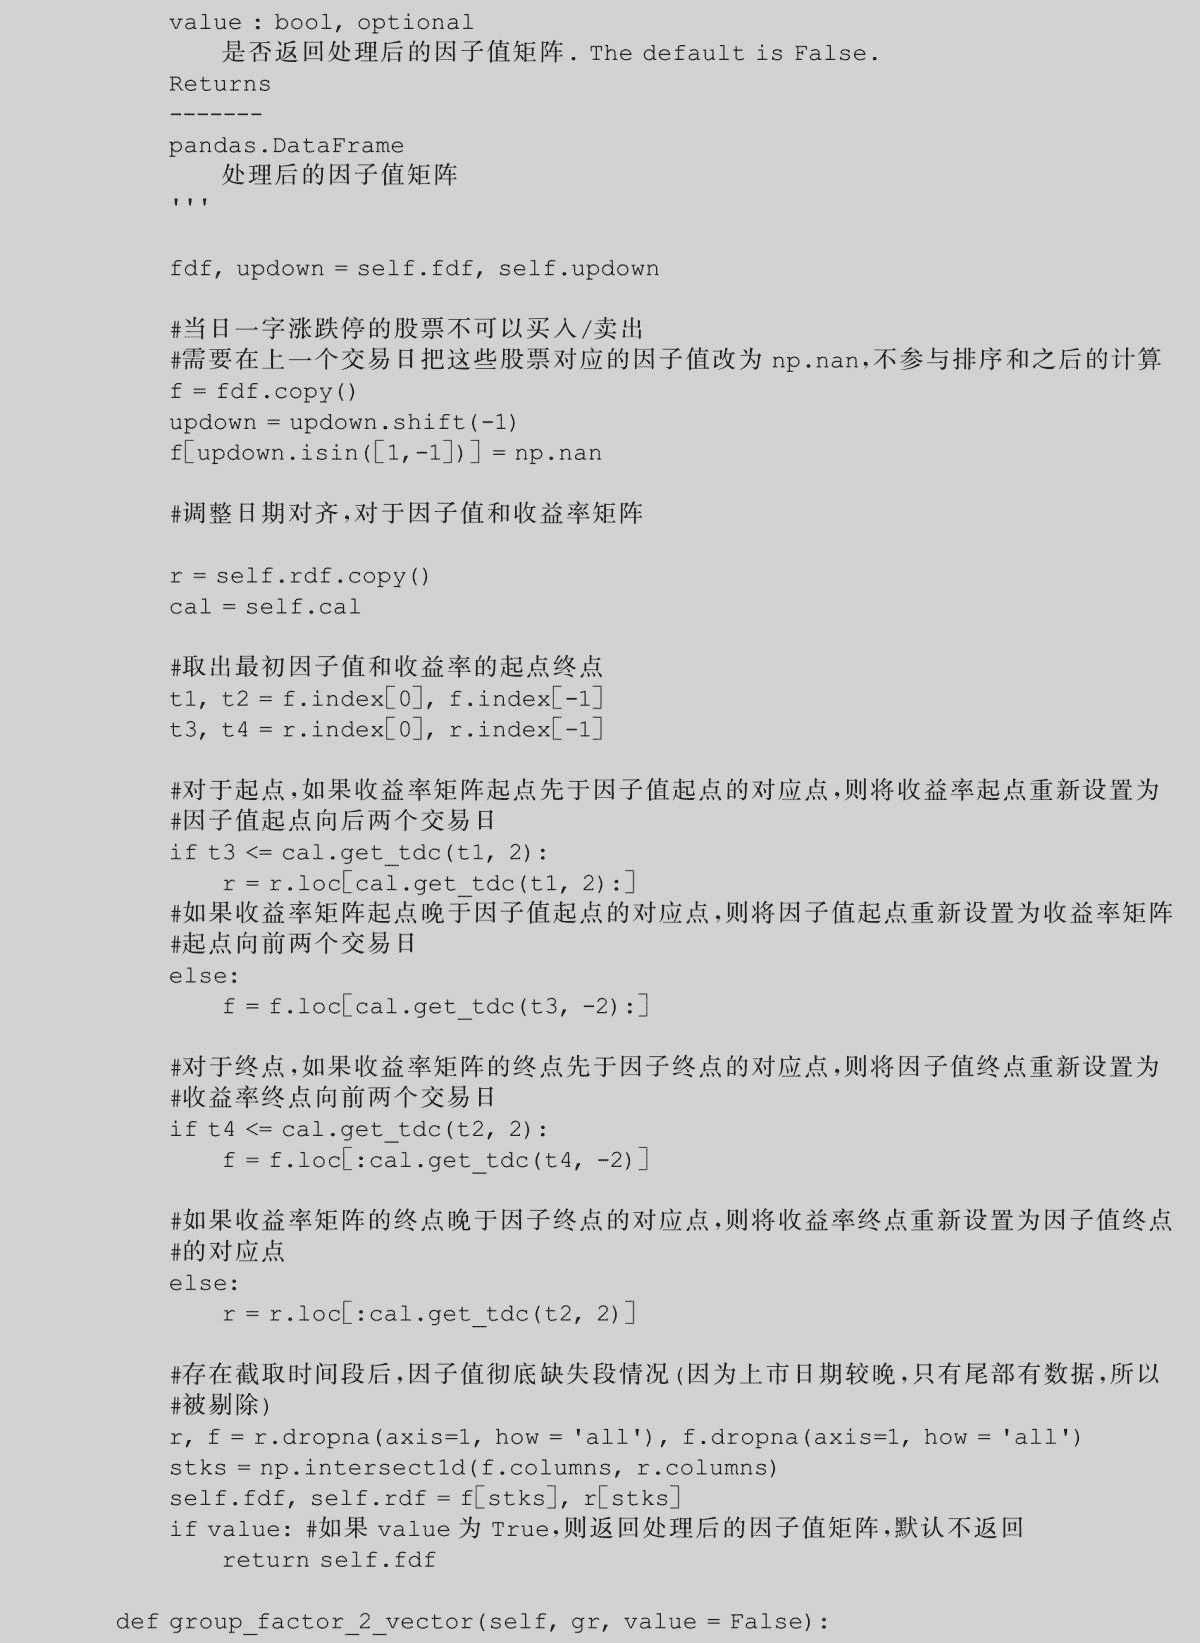 value : bool, optional
    是否返回处理后的因子值矩阵. The default is False.
Returns
-------
pandas.DataFrame
    处理后的因子值矩阵
'''
fdf, updown = self.fdf, self.updown
#当日一字涨跌停的股票不可以买入/卖出
#需要在上一个交易日把这些股票对应的因子值改为 np.nan,不参与排序和之后的计算
f = fdf.copy()
updown = updown.shift(-1)
f[updown.isin([1,-1])] = np.nan
#调整日期对齐,对于因子值和收益率矩阵
r = self.rdf.copy()
cal = self.cal
#取出最初因子值和收益率的起点终点
t1, t2 = f.index[0], f.index[-1]
t3, t4 = r.index[0], r.index[-1]
#对于起点,如果收益率矩阵起点先于因子值起点的对应点,则将收益率起点重新设置为
#因子值起点向后两个交易日
if t3 <= cal.get_tdc(t1, 2):
    r = r.loc[cal.get_tdc(t1, 2):]
#如果收益率矩阵起点晚于因子值起点的对应点,则将因子值起点重新设置为收益率矩阵
#起点向前两个交易日
else:
    f = f.loc[cal.get_tdc(t3, -2):]
#对于终点,如果收益率矩阵的终点先于因子终点的对应点,则将因子值终点重新设置为
#收益率终点向前两个交易日
if t4 <= cal.get_tdc(t2, 2):
    f = f.loc[:cal.get_tdc(t4, -2)]
#如果收益率矩阵的终点晚于因子终点的对应点,则将收益率终点重新设置为因子值终点
#的对应点
else:
    r = r.loc[:cal.get_tdc(t2, 2)]
#存在截取时间段后,因子值彻底缺失段情况(因为上市日期较晚,只有尾部有数据,所以
#被剔除)
r, f = r.dropna(axis=1, how = 'all'), f.dropna(axis=1, how = 'all')
stks = np.intersect1d(f.columns, r.columns)
self.fdf, self.rdf = f[stks], r[stks]
if value: #如果 value 为 True,则返回处理后的因子值矩阵,默认不返回
    return self.fdf
def group_factor_2_vector(self, gr, value = False):